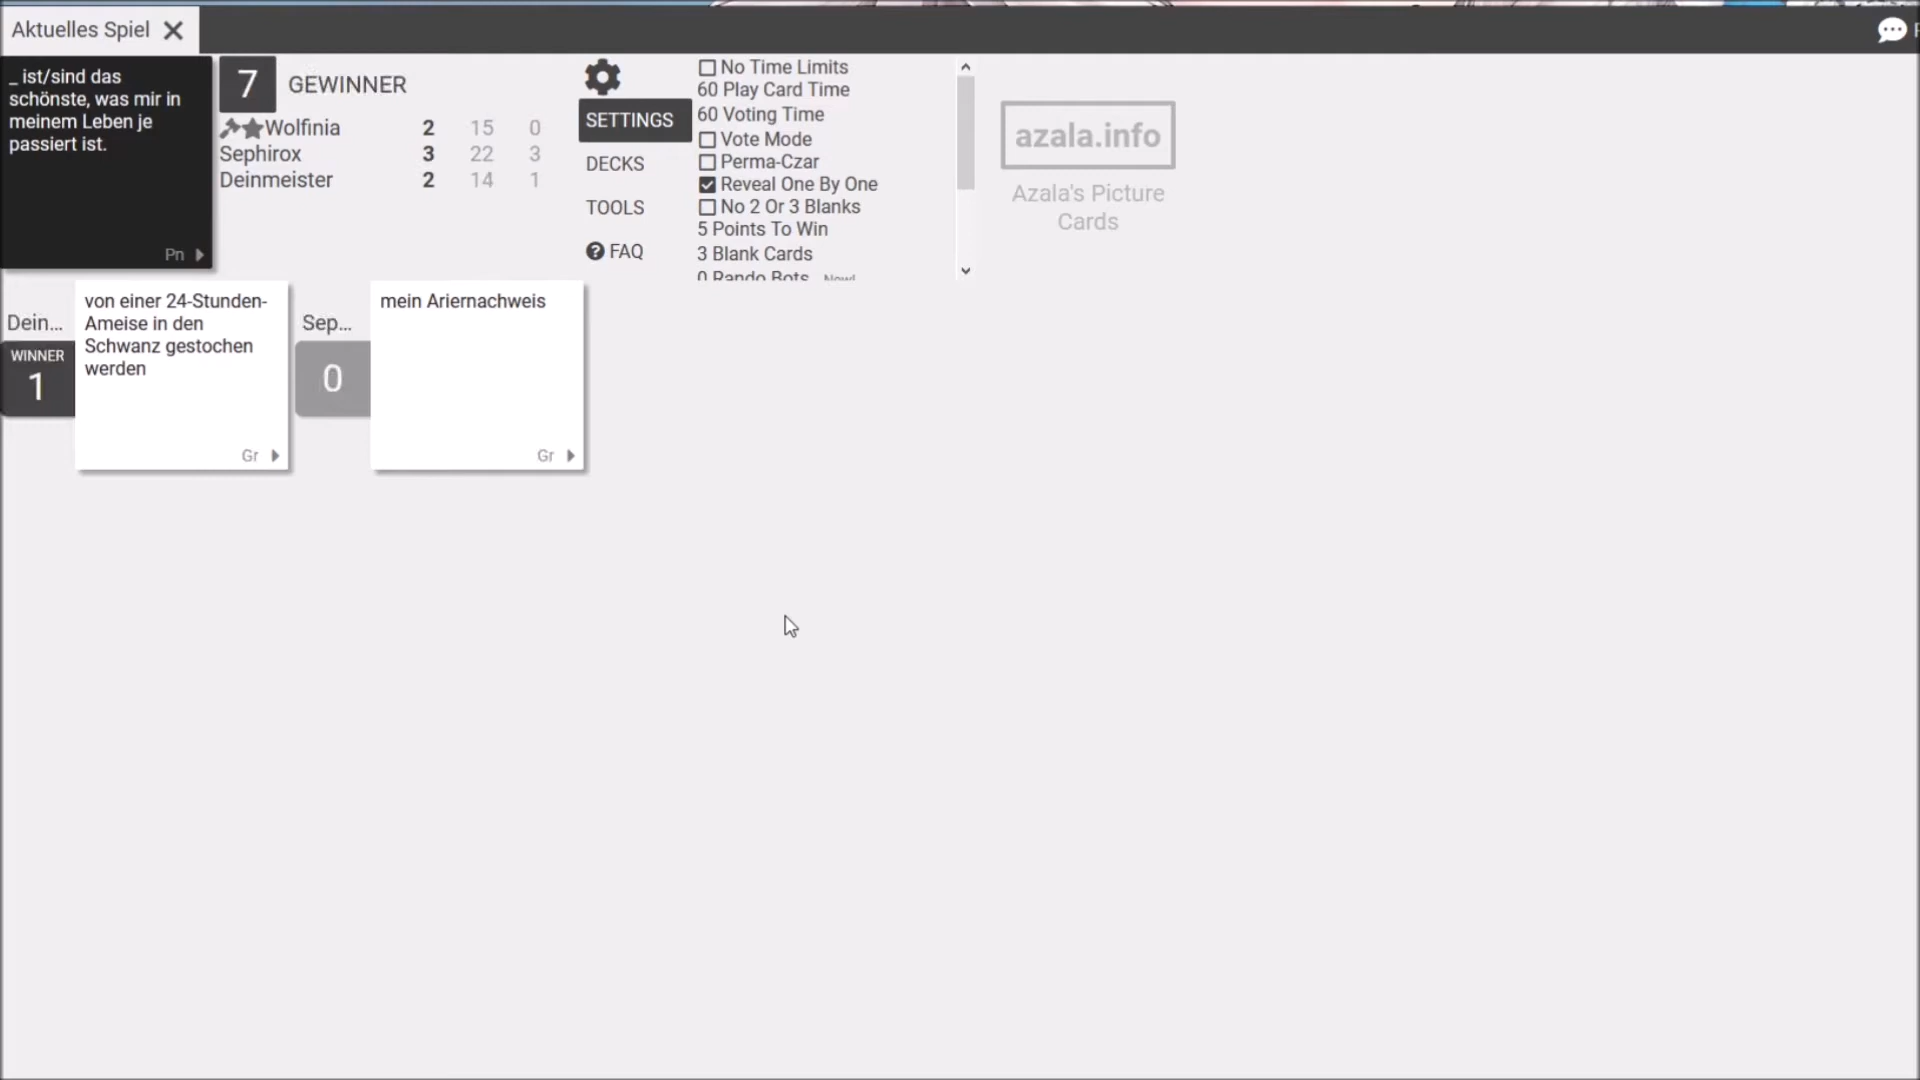 Aktuelles Spiel
_ ist/sind das
schönste, was mir in
meinem Leben je
passiert ist.
Pn
7 GEWINNER
Wolfinia 2 15 0
Sephirox 3 22 3
Deinmeister 2 14 1
SETTINGS
DECKS
TOOLS
FAQ
No Time Limits
60 Play Card Time
60 Voting Time
Vote Mode
Perma-Czar
Reveal One By One
No 2 Or 3 Blanks
5 Points To Win
3 Blank Cards
0 Rando Bots New!
azala.info
Azala's Picture
Cards
Dein...
WINNER
1
von einer 24-Stunden-
Ameise in den
Schwanz gestochen
werden
Gr
Sep...
0
mein Ariernachweis
Gr